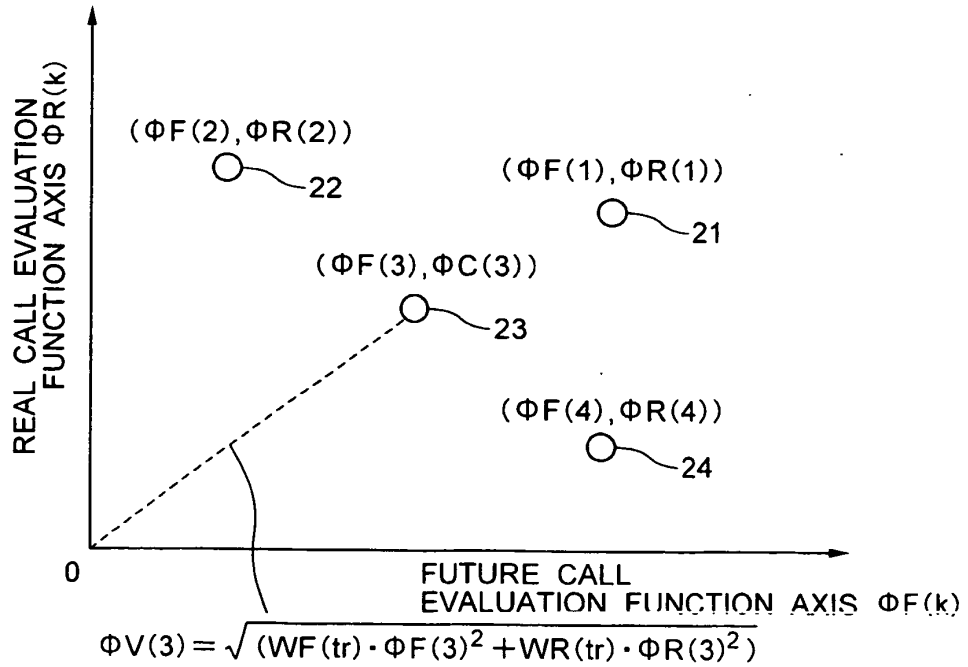 REAL CALL EVALUATION
FUNCTION AXIS ΦR(k)
(ΦF(2),ΦR(2))
22
(ΦF(1),ΦR(1))
21
(ΦF(3),ΦC(3))
23
(ΦF(4),ΦR(4))
24
0
FUTURE CALL
EVALUATION FUNCTION AXIS ΦF(k)
ΦV(3)=√(WF(tr)·ΦF(3)²+WR(tr)·ΦR(3)²)